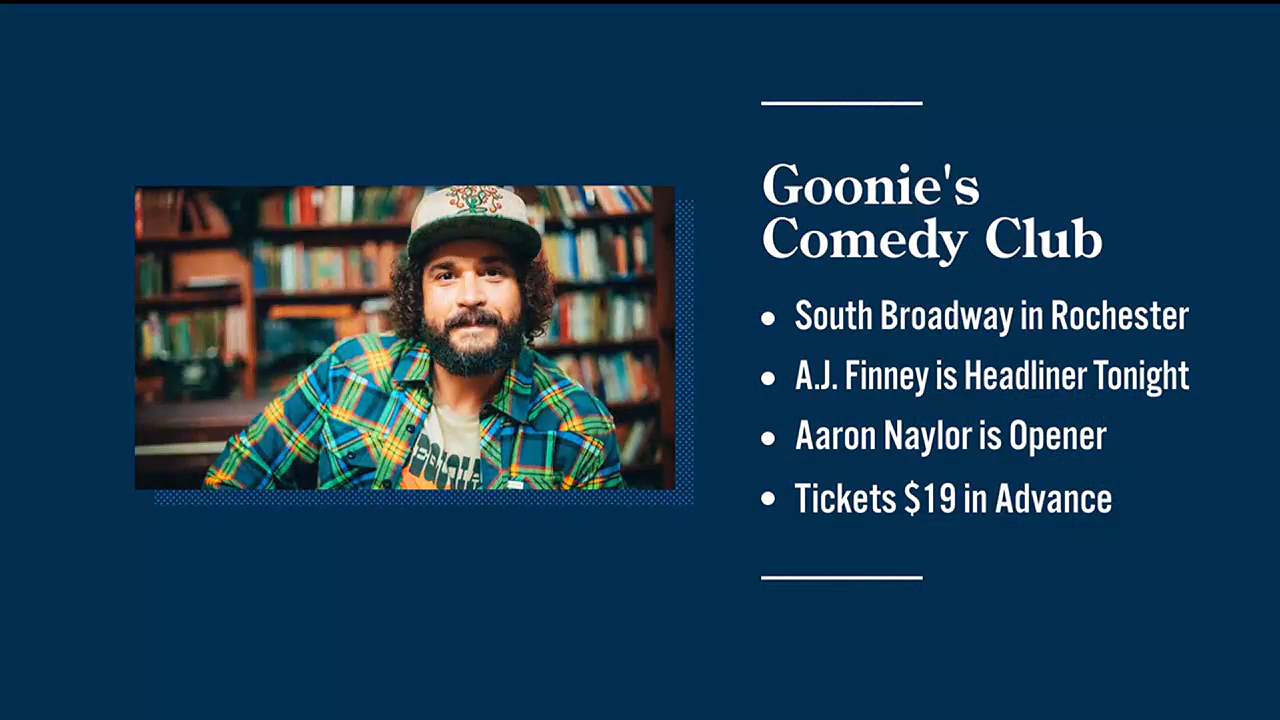 Goonie's
Comedy Club
• South Broadway in Rochester
• A.J. Finney is Headliner Tonight
• Aaron Naylor is Opener
• Tickets $19 in Advance